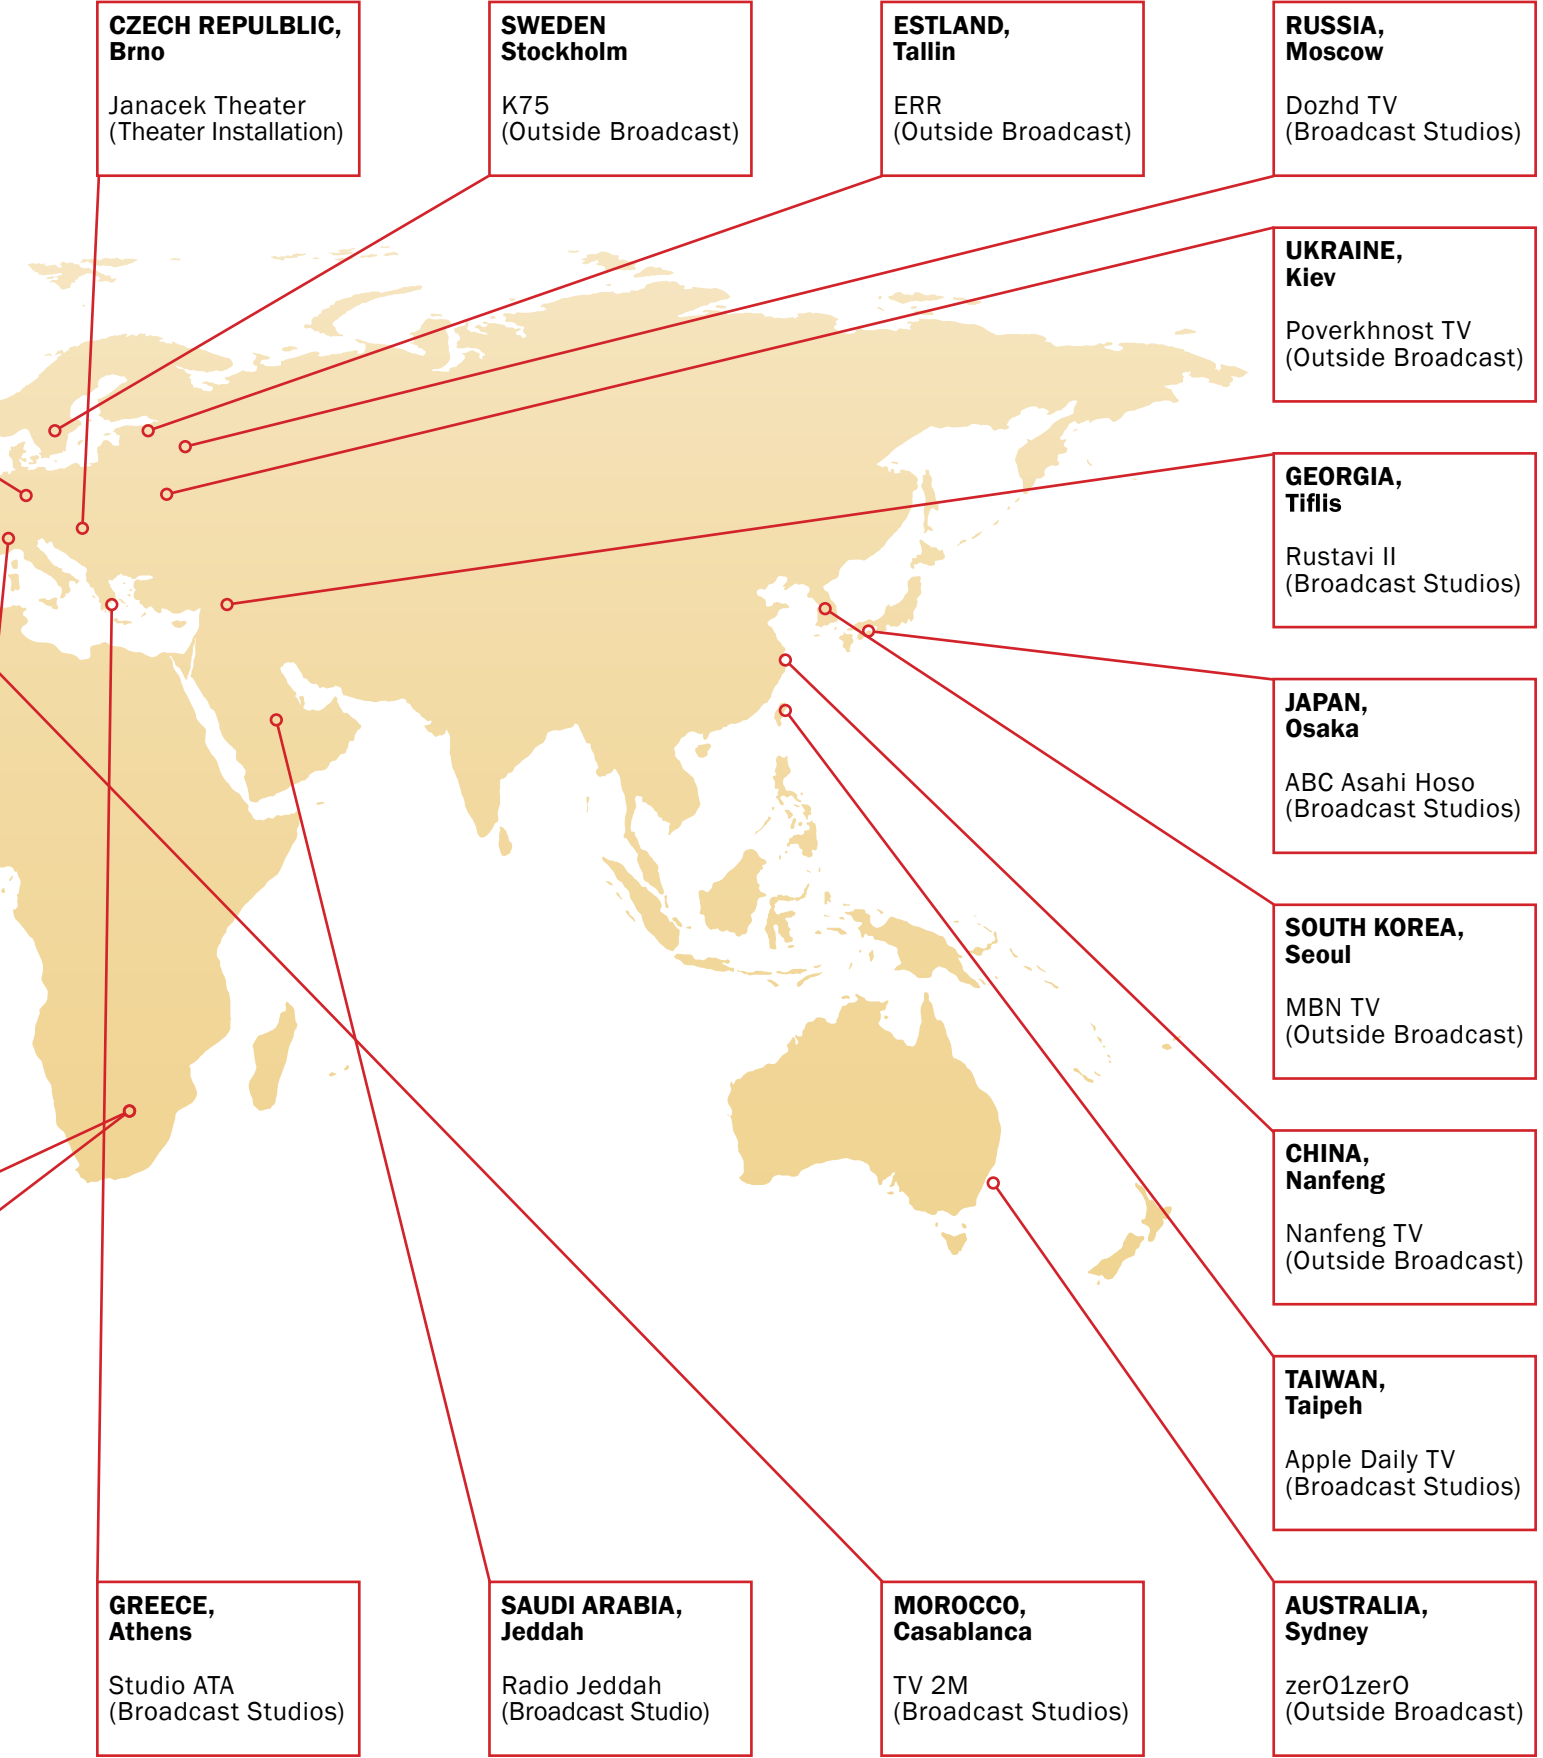 CZECH REPULBLIC,
Brno
Janacek Theater
(Theater Installation)
SWEDEN
Stockholm
K75
(Outside Broadcast)
ESTLAND,
Tallin
ERR
(Outside Broadcast)
RUSSIA,
Moscow
Dozhd TV
(Broadcast Studios)
UKRAINE,
Kiev
Poverkhnost TV
(Outside Broadcast)
GEORGIA,
Tiflis
Rustavi II
(Broadcast Studios)
JAPAN,
Osaka
ABC Asahi Hoso
(Broadcast Studios)
SOUTH KOREA,
Seoul
MBN TV
(Outside Broadcast)
CHINA,
Nanfeng
Nanfeng TV
(Outside Broadcast)
TAIWAN,
Taipeh
Apple Daily TV
(Broadcast Studios)
GREECE,
Athens
Studio ATA
(Broadcast Studios)
SAUDI ARABIA,
Jeddah
Radio Jeddah
(Broadcast Studio)
MOROCCO,
Casablanca
TV 2M
(Broadcast Studios)
AUSTRALIA,
Sydney
zerO1zerO
(Outside Broadcast)